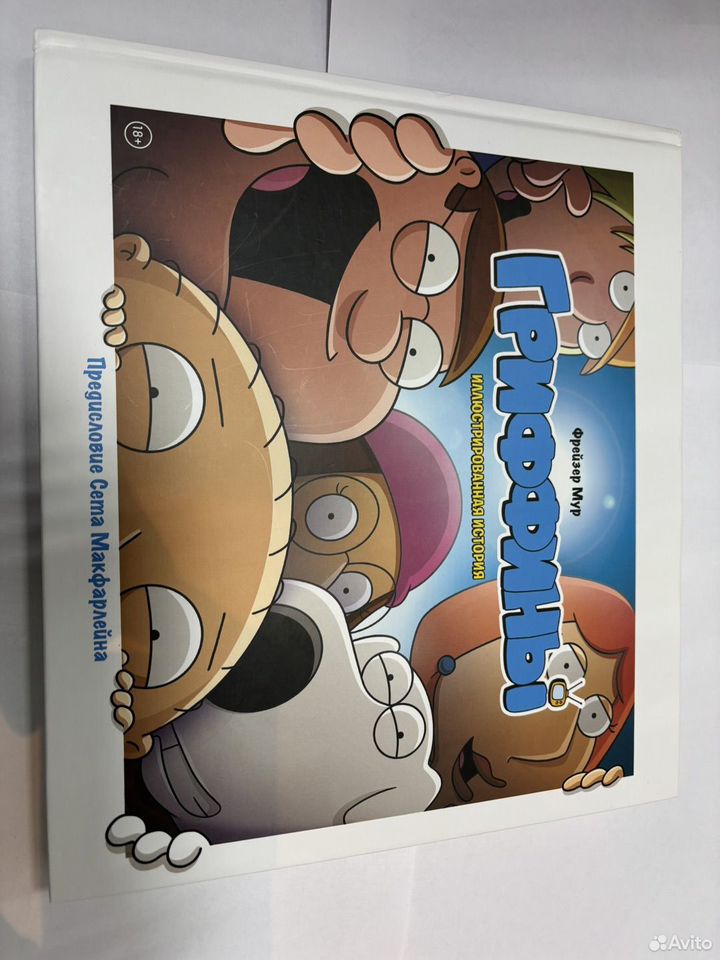 Фрейзер Мур
ГРИФФИНЫ
ИЛЛЮСТРИРОВАННАЯ ИСТОРИЯ
18+
Предисловие Сета Макфарлейна
Avito